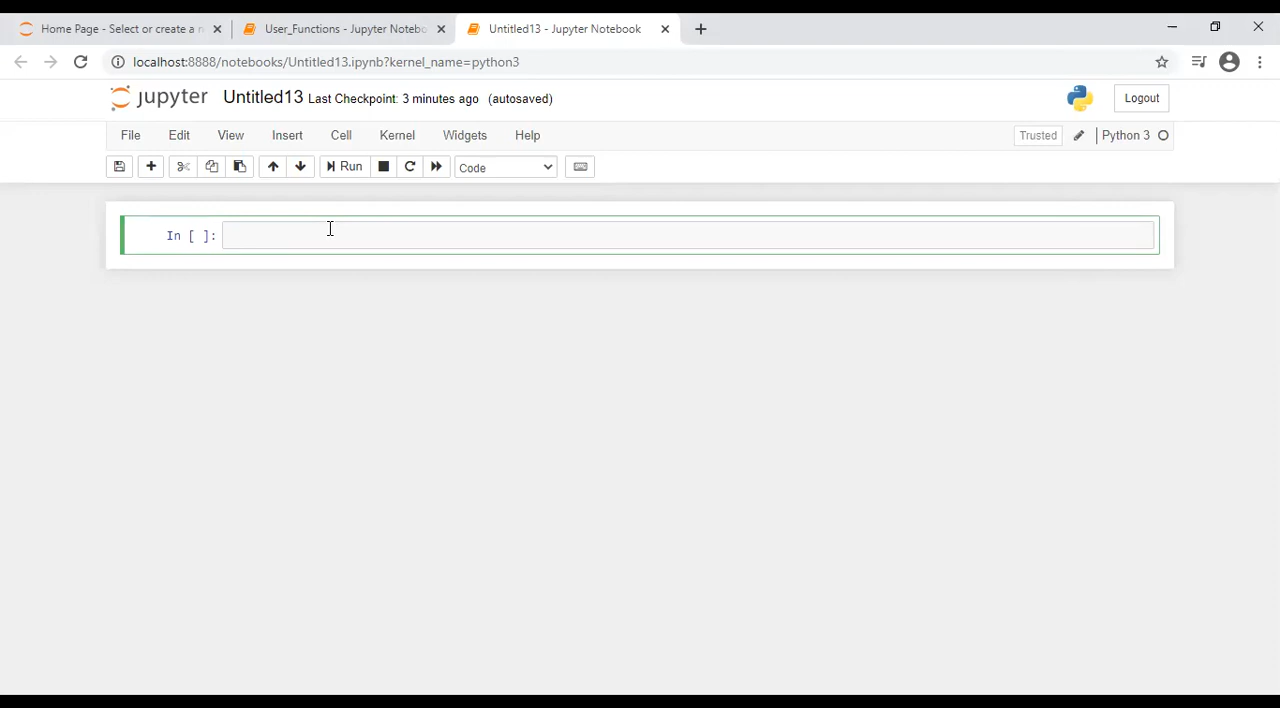 Home Page - Select or create a n
User_Functions - Jupyter Notebo
Untitled13 - Jupyter Notebook
localhost:8888/notebooks/Untitled13.ipynb?kernel_name=python3
jupyter Untitled13 Last Checkpoint: 3 minutes ago (autosaved)
Logout
File Edit View Insert Cell Kernel Widgets Help
Trusted
Python 3
Run
Code
In [ ]: